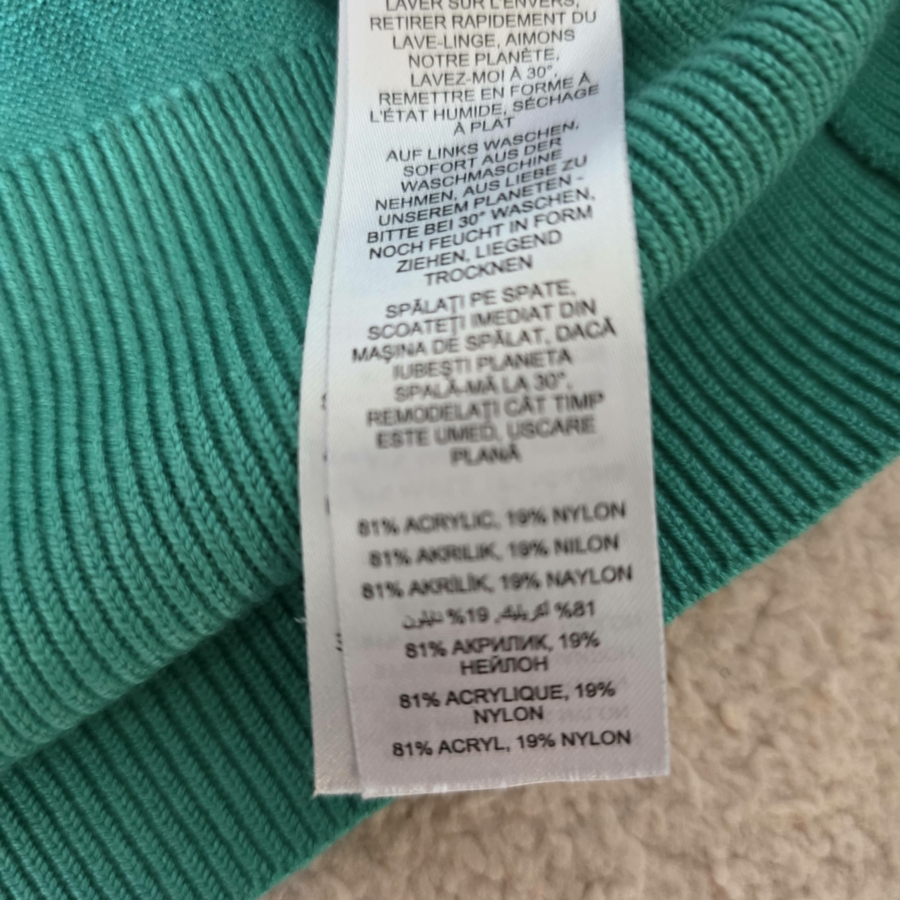 LAVER SUR L'ENVERS,
RETIRER RAPIDEMENT DU
LAVE-LINGE, AIMONS
NOTRE PLANÈTE,
LAVEZ-MOI À 30°,
REMETTRE EN FORME À
L'ÉTAT HUMIDE, SÉCHAGE
À PLAT
AUF LINKS WASCHEN,
SOFORT AUS DER
WASCHMASCHINE
NEHMEN, AUS LIEBE ZU
UNSEREM PLANETEN -
BITTE BEI 30° WASCHEN,
NOCH FEUCHT IN FORM
ZIEHEN, LIEGEND
TROCKNEN
SPĂLAȚI PE SPATE,
SCOATEȚI IMEDIAT DIN
MAȘINA DE SPĂLAT, DACĂ
IUBEȘTI PLANETA
SPALĂ-MĂ LA 30°,
REMODELAȚI CÂT TIMP
ESTE UMED, USCARE
PLANĂ
81% ACRYLIC, 19% NYLON
81% AKRILIK, 19% NILON
81% AKRİLİK, 19% NAYLON
81% أكريليك, 19% نايلون
81% АКРИЛИК, 19%
НЕЙЛОН
81% ACRYLIQUE, 19%
NYLON
81% ACRYL, 19% NYLON